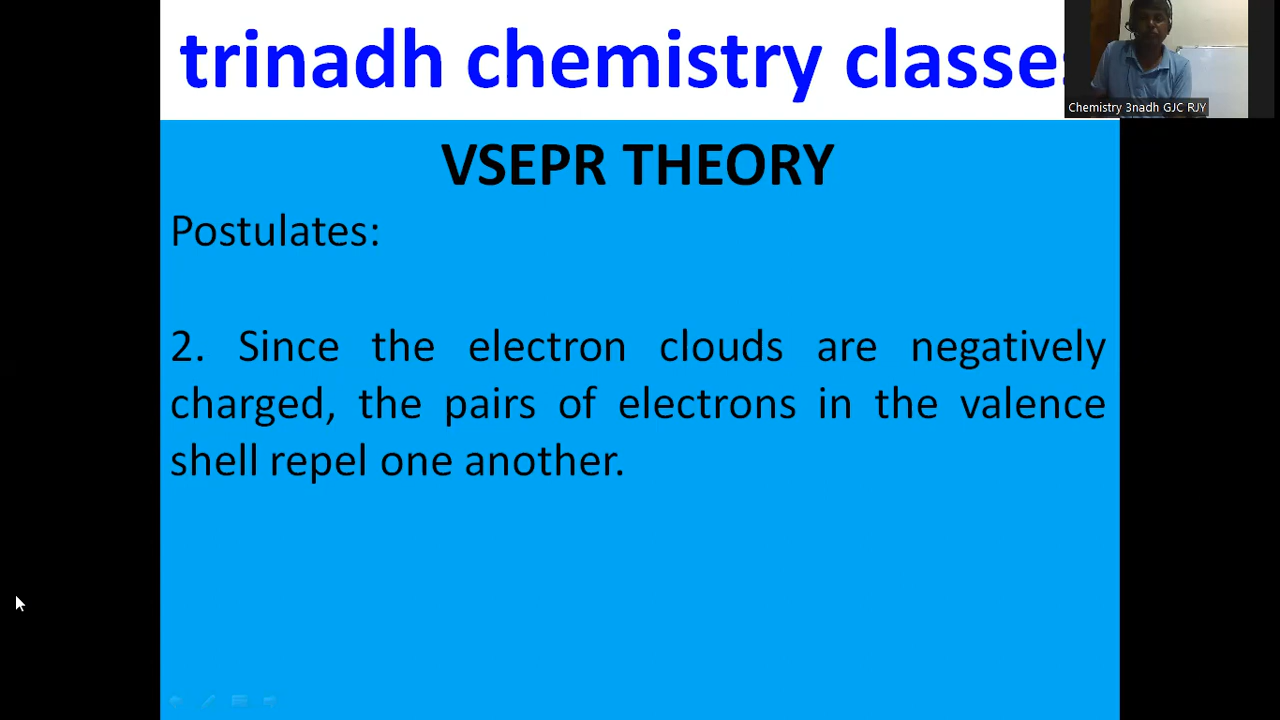 trinadh chemistry classes
Chemistry 3nadh GJC RJY
VSEPR THEORY
Postulates:
2. Since the electron clouds are negatively
charged, the pairs of electrons in the valence
shell repel one another.